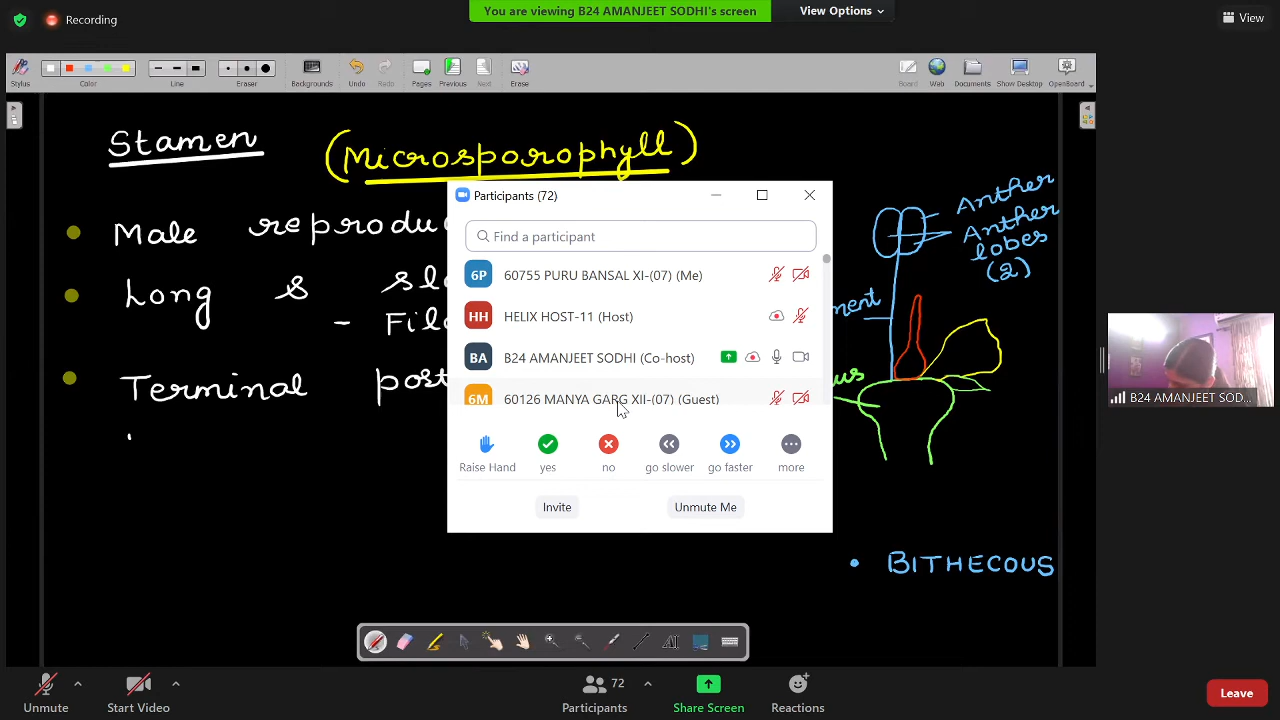 Recording
You are viewing B24 AMANJEET SODHI's screen
View Options
View
Stylus
Color
Line
Eraser
Backgrounds
Undo
Redo
Pages
Previous
Next
Erase
Board
Web
Documents
Show Desktop
OpenBoard
Stamen (Microsporophyll)
Male reprodu
Long & sl
- Fil
Terminal post
Participants (72)
Find a participant
6P 60755 PURU BANSAL XI-(07) (Me)
HH HELIX HOST-11 (Host)
BA B24 AMANJEET SODHI (Co-host)
6M 60126 MANYA GARG XII-(07) (Guest)
Raise Hand
yes
no
go slower
go faster
more
Invite
Unmute Me
Anther
Anther
lobes
(2)
ment
us
• BITHECOUS
B24 AMANJEET SOD...
Unmute
Start Video
72
Participants
Share Screen
Reactions
Leave